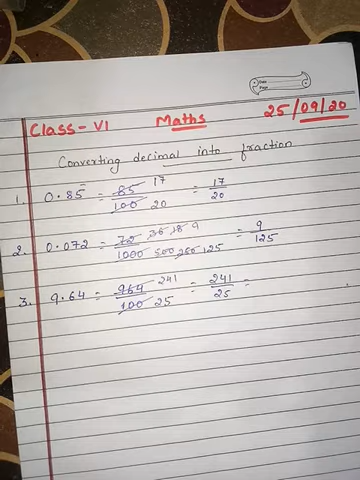 Date
Page
25/09/20
Class-VI Maths
Converting decimal into fraction
1. 0.85 = 85/100 17/20 = 17/20
2. 0.072 = 72/1000 36/500 18/250 9/125 = 9/125
3. 9.64 = 964/100 241/25 = 241/25 =